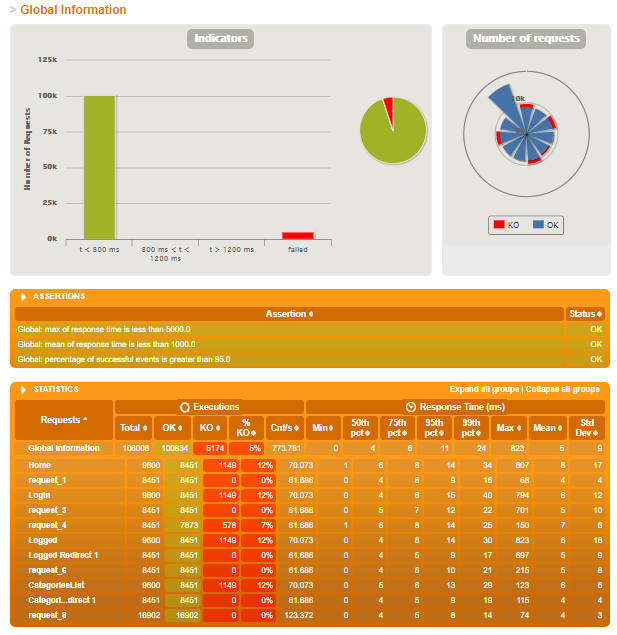 > Global Information
Indicators
Number of requests
125k
100k
75k
50k
25k
0k
Number of Requests
t < 800 ms
800 ms < t < 1200 ms
t > 1200 ms
failed
10k
KO OK
ASSERTIONS
Assertion Status
Global: max of response time is less than 5000.0 OK
Global: mean of response time is less than 1000.0 OK
Global: percentage of successful events is greater than 95.0 OK
STATISTICS Expand all groups | Collapse all groups
Requests Executions Response Time (ms)
Total OK KO % KO Cnt/s Min 50th pct 75th pct 95th pct 99th pct Max Mean Std Dev
Global Information 106008 100834 5174 5% 773.781 0 4 6 11 24 823 5 9
Home 9600 8451 1149 12% 70.073 1 6 8 14 34 807 8 17
request_1 8451 8451 0 0% 61.686 0 4 6 9 16 68 4 4
Login 9600 8451 1149 12% 70.073 0 4 6 15 40 794 6 12
request_3 8451 8451 0 0% 61.686 0 5 7 12 22 701 5 10
request_4 8451 7873 578 7% 61.686 1 6 8 14 25 150 7 6
Logged 9600 8451 1149 12% 70.073 0 4 6 14 30 823 6 16
Logged Redirect 1 8451 8451 0 0% 61.686 0 4 5 9 17 697 5 9
request_6 8451 8451 0 0% 61.686 0 4 6 10 21 215 5 8
CategoriesList 9600 8451 1149 12% 70.073 0 5 6 13 29 123 6 6
Categori...direct 1 8451 8451 0 0% 61.686 0 4 5 9 19 115 4 4
request_8 16902 16902 0 0% 123.372 0 4 5 8 14 74 4 3